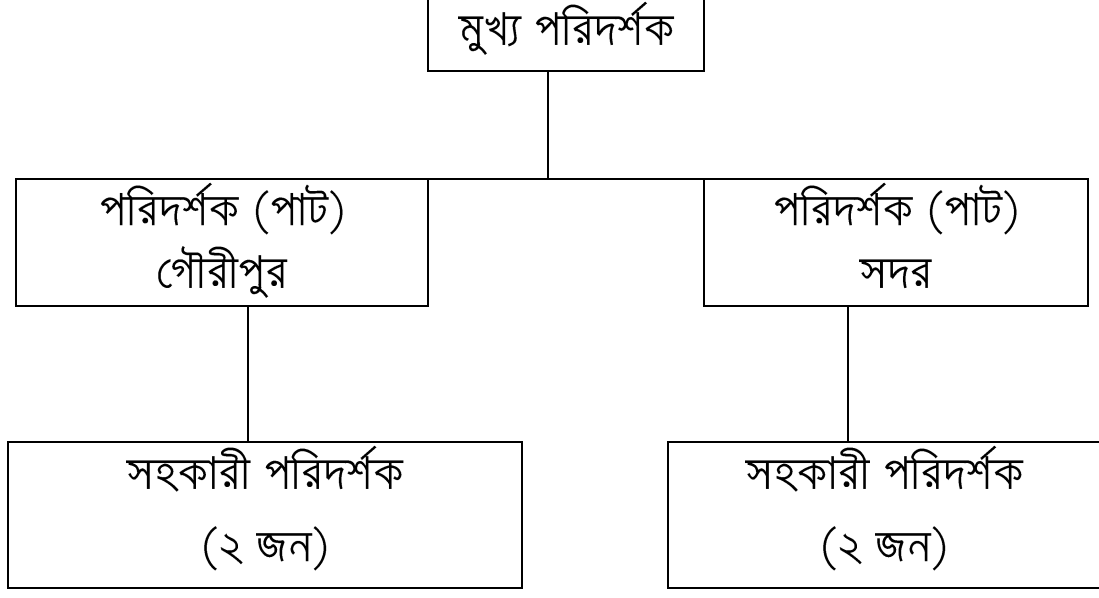 মুখ্য পরিদর্শক
পরিদর্শক (পাট)
গৌরীপুর
পরিদর্শক (পাট)
সদর
সহকারী পরিদর্শক
(২ জন)
সহকারী পরিদর্শক
(২ জন)